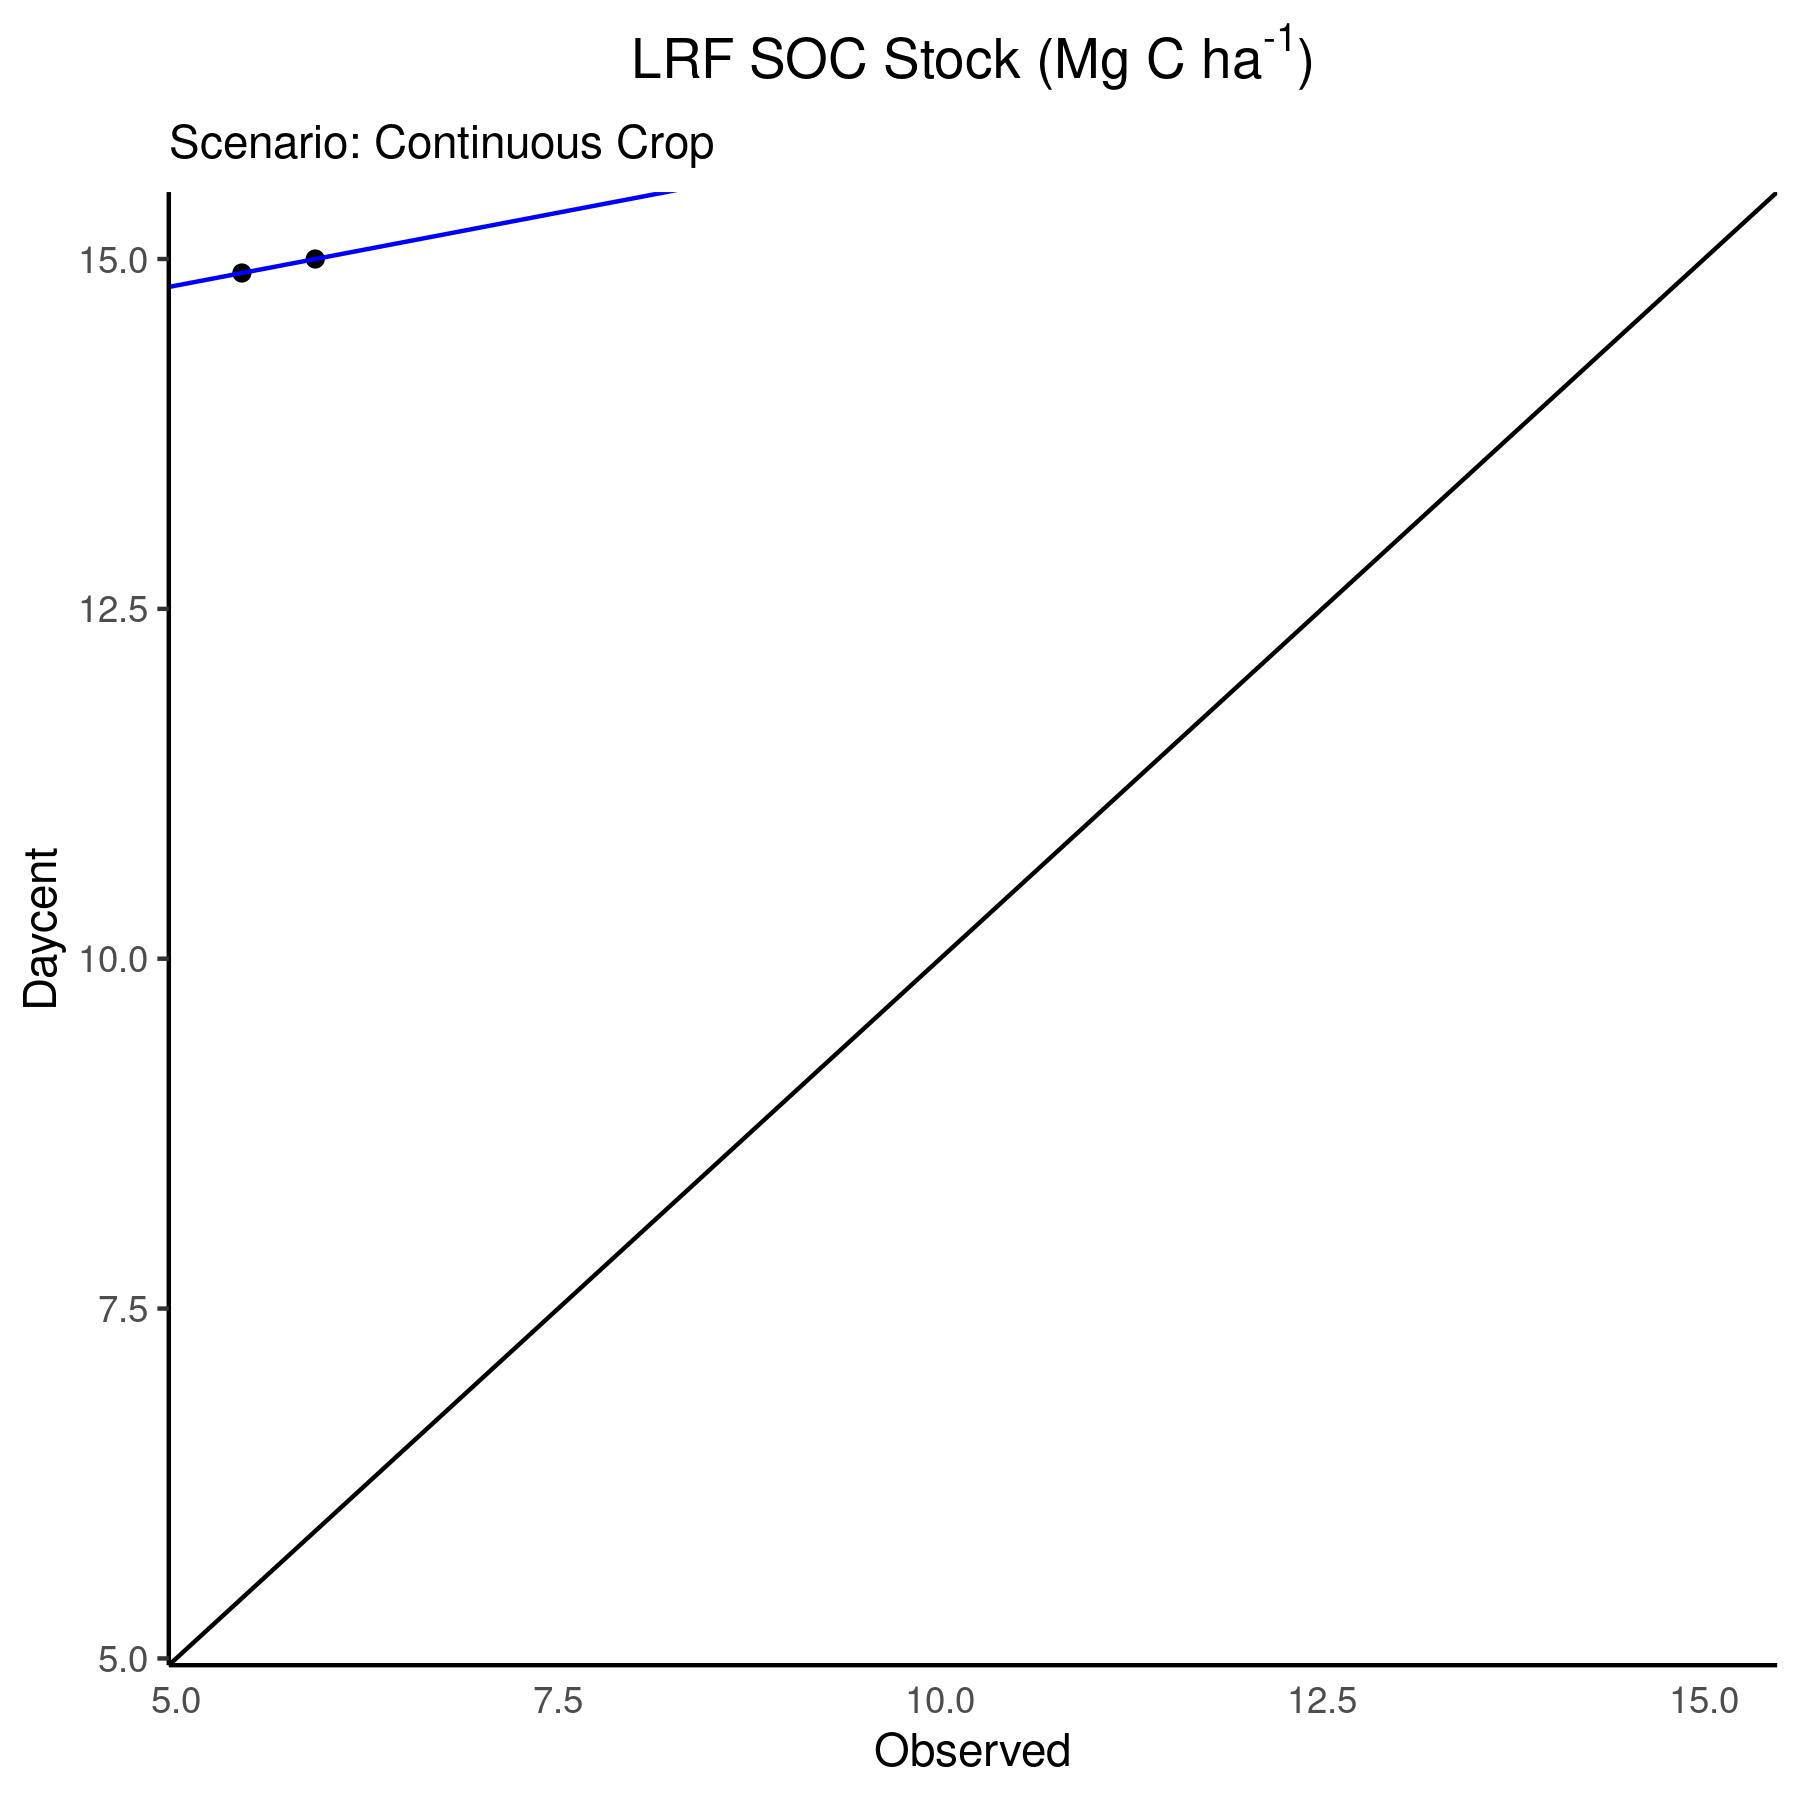 LRF SOC Stock (Mg C ha⁻¹)
Scenario: Continuous Crop
15.0
12.5
10.0
7.5
5.0
Daycent
5.0 7.5 10.0 12.5 15.0
Observed